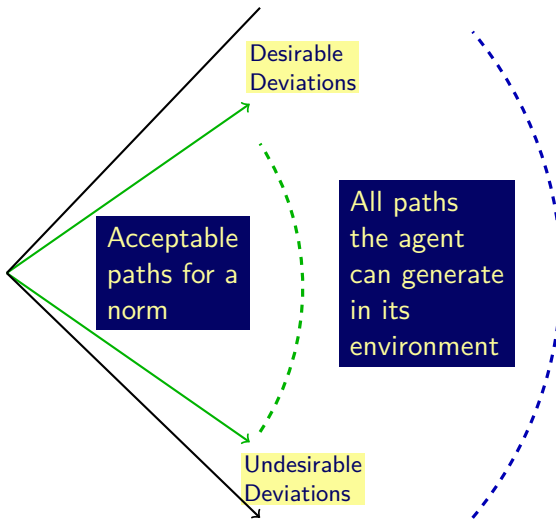 Desirable
Deviations
Acceptable
paths for a
norm
All paths
the agent
can generate
in its
environment
Undesirable
Deviations